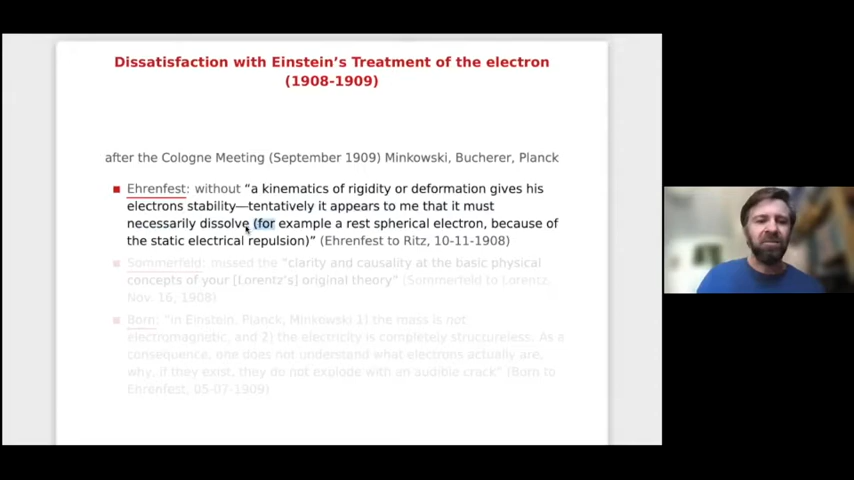 Dissatisfaction with Einstein’s Treatment of the electron
(1908-1909)
after the Cologne Meeting (September 1909) Minkowski, Bucherer, Planck
Ehrenfest: without “a kinematics of rigidity or deformation gives his
electrons stability—tentatively it appears to me that it must
necessarily dissolve (for example a rest spherical electron, because of
the static electrical repulsion)” (Ehrenfest to Ritz, 10-11-1908)
Sommerfeld: missed the “clarity and causality at the basic physical
concepts of your [Lorentz’s] original theory” (Sommerfeld to Lorentz,
Nov. 16, 1908)
Born: “in Einstein, Planck, Minkowski 1) the mass is not
electromagnetic, and 2) the electricity is completely structureless. As a
consequence, one does not understand what electrons actually are,
why, if they exist, they do not explode with an audible crack” (Born to
Ehrenfest, 05-07-1909)